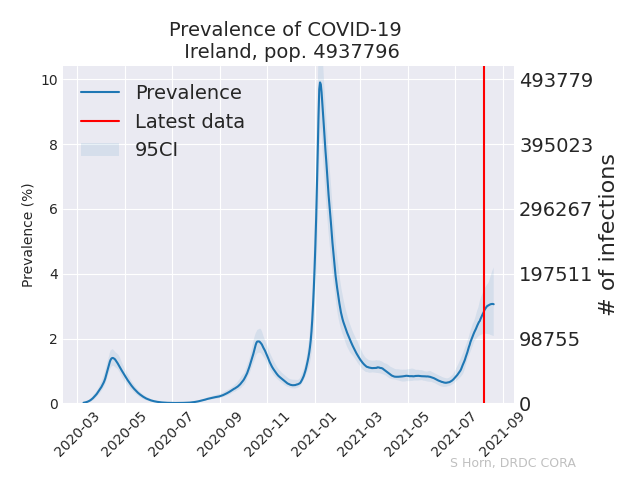 Prevalence of COVID-19
Ireland, pop. 4937796
Prevalence
Latest data
95CI
Prevalence (%)
10
8
6
4
2
0
493779
395023
296267
197511
98755
0
# of infections
2020-03
2020-05
2020-07
2020-09
2020-11
2021-01
2021-03
2021-05
2021-07
2021-09
S Horn, DRDC CORA